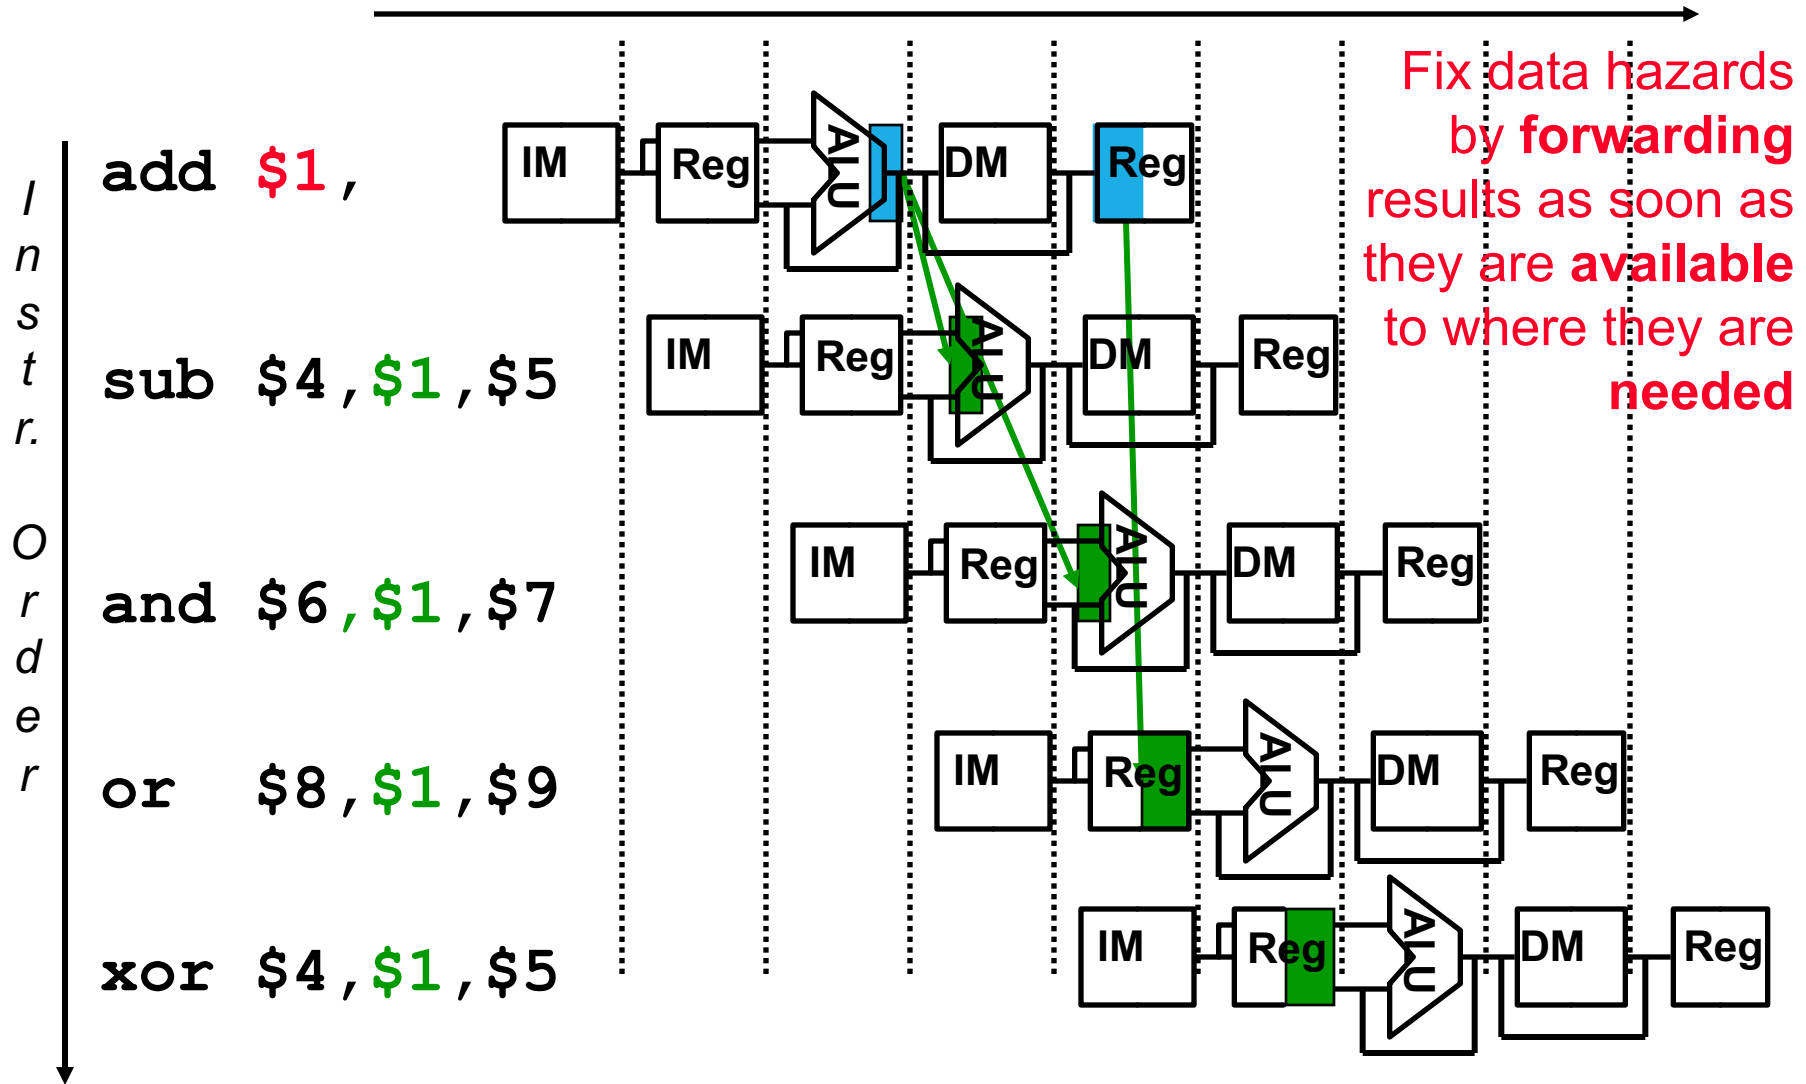 Fix data hazards
by forwarding
results as soon as
they are available
to where they are
needed
Instr. Order
add $1,
IM Reg ALU DM Reg
sub $4,$1,$5
IM Reg ALU DM Reg
and $6,$1,$7
IM Reg ALU DM Reg
or $8,$1,$9
IM Reg ALU DM Reg
xor $4,$1,$5
IM Reg ALU DM Reg